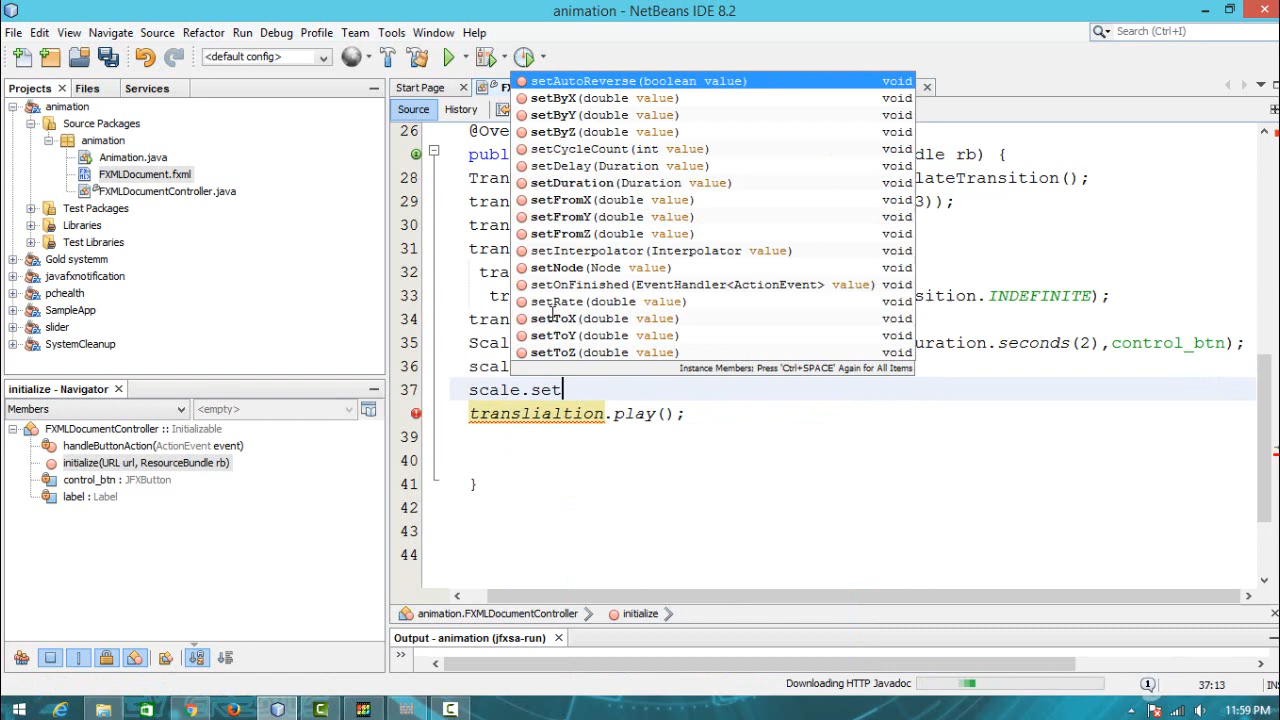 animation - NetBeans IDE 8.2
File Edit View Navigate Source Refactor Run Debug Profile Team Tools Window Help
Search (Ctrl+I)
<default config>
Projects Files Services
animation
Source Packages
animation
Animation.java
FXMLDocument.fxml
FXMLDocumentController.java
Test Packages
Libraries
Test Libraries
Gold systemm
javafxnotification
pchealth
SampleApp
slider
SystemCleanup
initialize - Navigator
Members <empty>
FXMLDocumentController :: Initializable
handleButtonAction(ActionEvent event)
initialize(URL url, ResourceBundle rb)
control_btn : JFXButton
label : Label
Start Page FX
Source History
setAutoReverse(boolean value) void
setByX(double value) void
setByY(double value) void
setByZ(double value) void
setCycleCount(int value) void
setDelay(Duration value) void
setDuration(Duration value) void
setFromX(double value) void
setFromY(double value) void
setFromZ(double value) void
setInterpolator(Interpolator value) void
setNode(Node value) void
setOnFinished(EventHandler<ActionEvent> value) void
setRate(double value) void
setToX(double value) void
setToY(double value) void
setToZ(double value) void
Instance Members: Press 'Ctrl+SPACE' Again for All Items
26 @Ove
publ dle rb) {
28 Tran lateTransition();
29 tran 3));
30 tran
31 tran
32 tra
33 tr sition.INDEFINITE);
34 tran
35 Scal uration.seconds(2),control_btn);
36 scal
37 scale.set
translialtion.play();
39
40
41 }
42
43
44
animation.FXMLDocumentController initialize
Output - animation (jfxsa-run)
>>
Downloading HTTP Javadoc 1 37:13 INS
11:59 PM